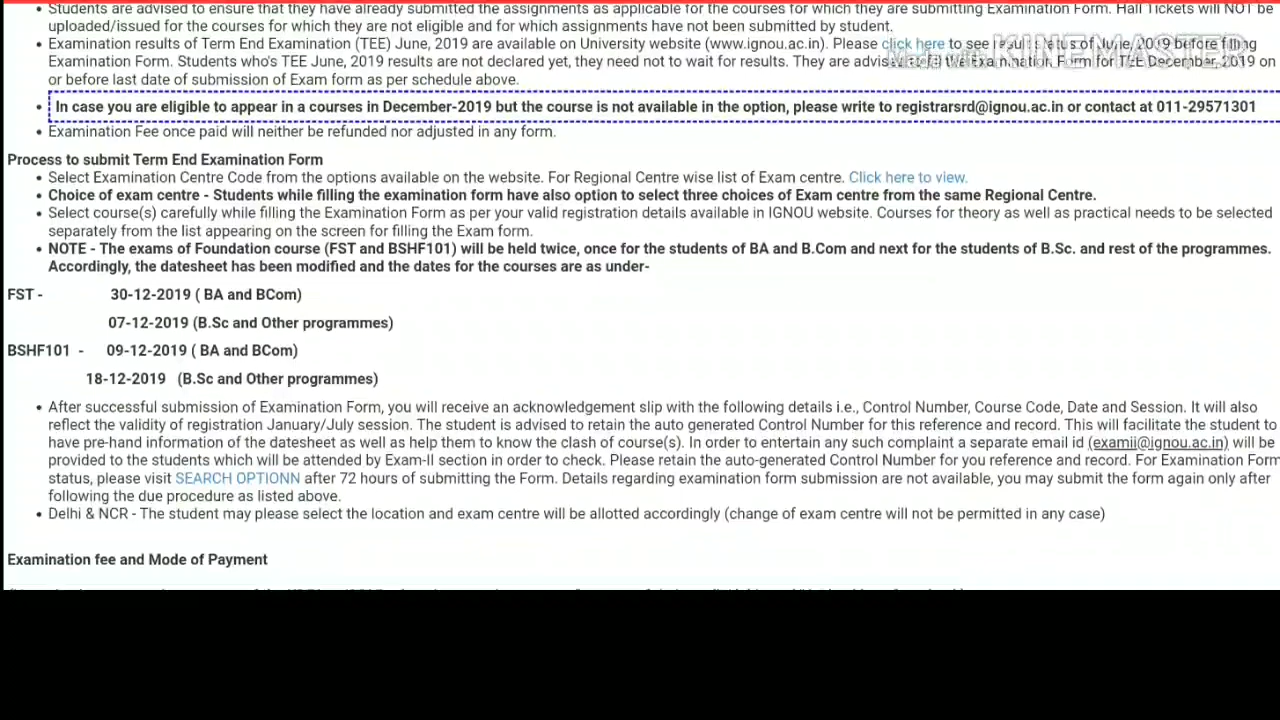 Students are advised to ensure that they have already submitted the assignments as applicable for the courses for which they are submitting Examination Form. Hall Tickets will NOT be
uploaded/issued for the courses for which they are not eligible and for which assignments have not been submitted by student.
Examination results of Term End Examination (TEE) June, 2019 are available on University website (www.ignou.ac.in). Please click here to see result status of June, 2019 before filling
Examination Form. Students who's TEE June, 2019 results are not declared yet, they need not to wait for results. They are advised the Examination Form for TEE December, 2019 on
or before last date of submission of Exam form as per schedule above.
KINEMASTER
In case you are eligible to appear in a courses in December-2019 but the course is not available in the option, please write to registrarsrd@ignou.ac.in or contact at 011-29571301
Examination Fee once paid will neither be refunded nor adjusted in any form.
Process to submit Term End Examination Form
Select Examination Centre Code from the options available on the website. For Regional Centre wise list of Exam centre. Click here to view.
Choice of exam centre - Students while filling the examination form have also option to select three choices of Exam centre from the same Regional Centre.
Select course(s) carefully while filling the Examination Form as per your valid registration details available in IGNOU website. Courses for theory as well as practical needs to be selected
separately from the list appearing on the screen for filling the Exam form.
NOTE - The exams of Foundation course (FST and BSHF101) will be held twice, once for the students of BA and B.Com and next for the students of B.Sc. and rest of the programmes.
Accordingly, the datesheet has been modified and the dates for the courses are as under-
FST - 30-12-2019 ( BA and BCom)
07-12-2019 (B.Sc and Other programmes)
BSHF101 - 09-12-2019 ( BA and BCom)
18-12-2019 (B.Sc and Other programmes)
After successful submission of Examination Form, you will receive an acknowledgement slip with the following details i.e., Control Number, Course Code, Date and Session. It will also
reflect the validity of registration January/July session. The student is advised to retain the auto generated Control Number for this reference and record. This will facilitate the student to
have pre-hand information of the datesheet as well as help them to know the clash of course(s). In order to entertain any such complaint a separate email id (examii@ignou.ac.in) will be
provided to the students which will be attended by Exam-II section in order to check. Please retain the auto-generated Control Number for you reference and record. For Examination Form
status, please visit SEARCH OPTIONN after 72 hours of submitting the Form. Details regarding examination form submission are not available, you may submit the form again only after
following the due procedure as listed above.
Delhi & NCR - The student may please select the location and exam centre will be allotted accordingly (change of exam centre will not be permitted in any case)
Examination fee and Mode of Payment